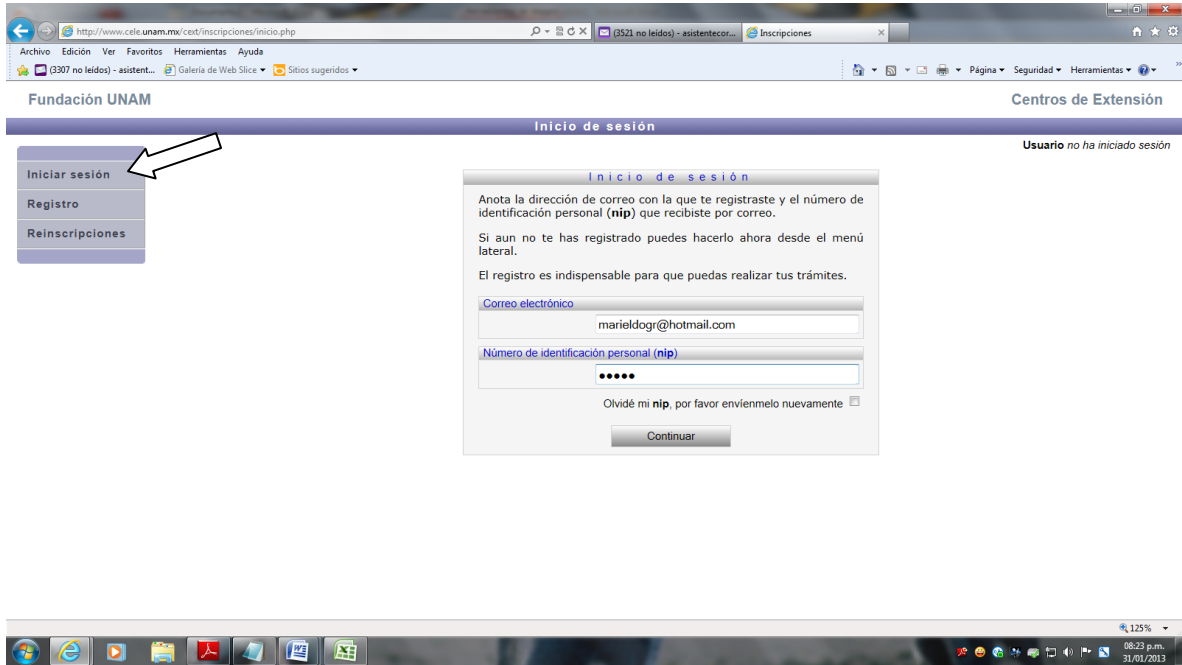 http://www.cele.unam.mx/cext/inscripciones/inicio.php
(3521 no leídos) - asistentecor...
Inscripciones
Archivo Edición Ver Favoritos Herramientas Ayuda
(3307 no leídos) - asistent... Galería de Web Slice Sitios sugeridos
Página Seguridad Herramientas
Fundación UNAM
Centros de Extensión
Inicio de sesión
Usuario no ha iniciado sesión
Iniciar sesión
Registro
Reinscripciones
Inicio de sesión
Anota la dirección de correo con la que te registraste y el número de
identificación personal (nip) que recibiste por correo.
Si aun no te has registrado puedes hacerlo ahora desde el menú
lateral.
El registro es indispensable para que puedas realizar tus trámites.
Correo electrónico
marieldogr@hotmail.com
Número de identificación personal (nip)
•••••
Olvidé mi nip, por favor envíenmelo nuevamente
Continuar
125%
08:23 p.m.
31/01/2013